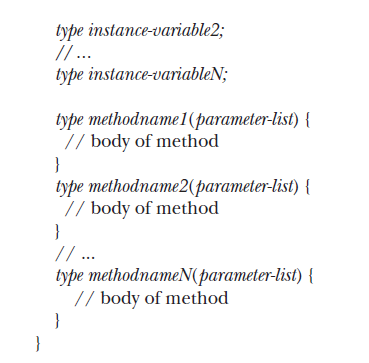 type instance-variable2;
// ...
type instance-variableN;
type methodname1(parameter-list) {
// body of method
}
type methodname2(parameter-list) {
// body of method
}
// ...
type methodnameN(parameter-list) {
// body of method
}
}